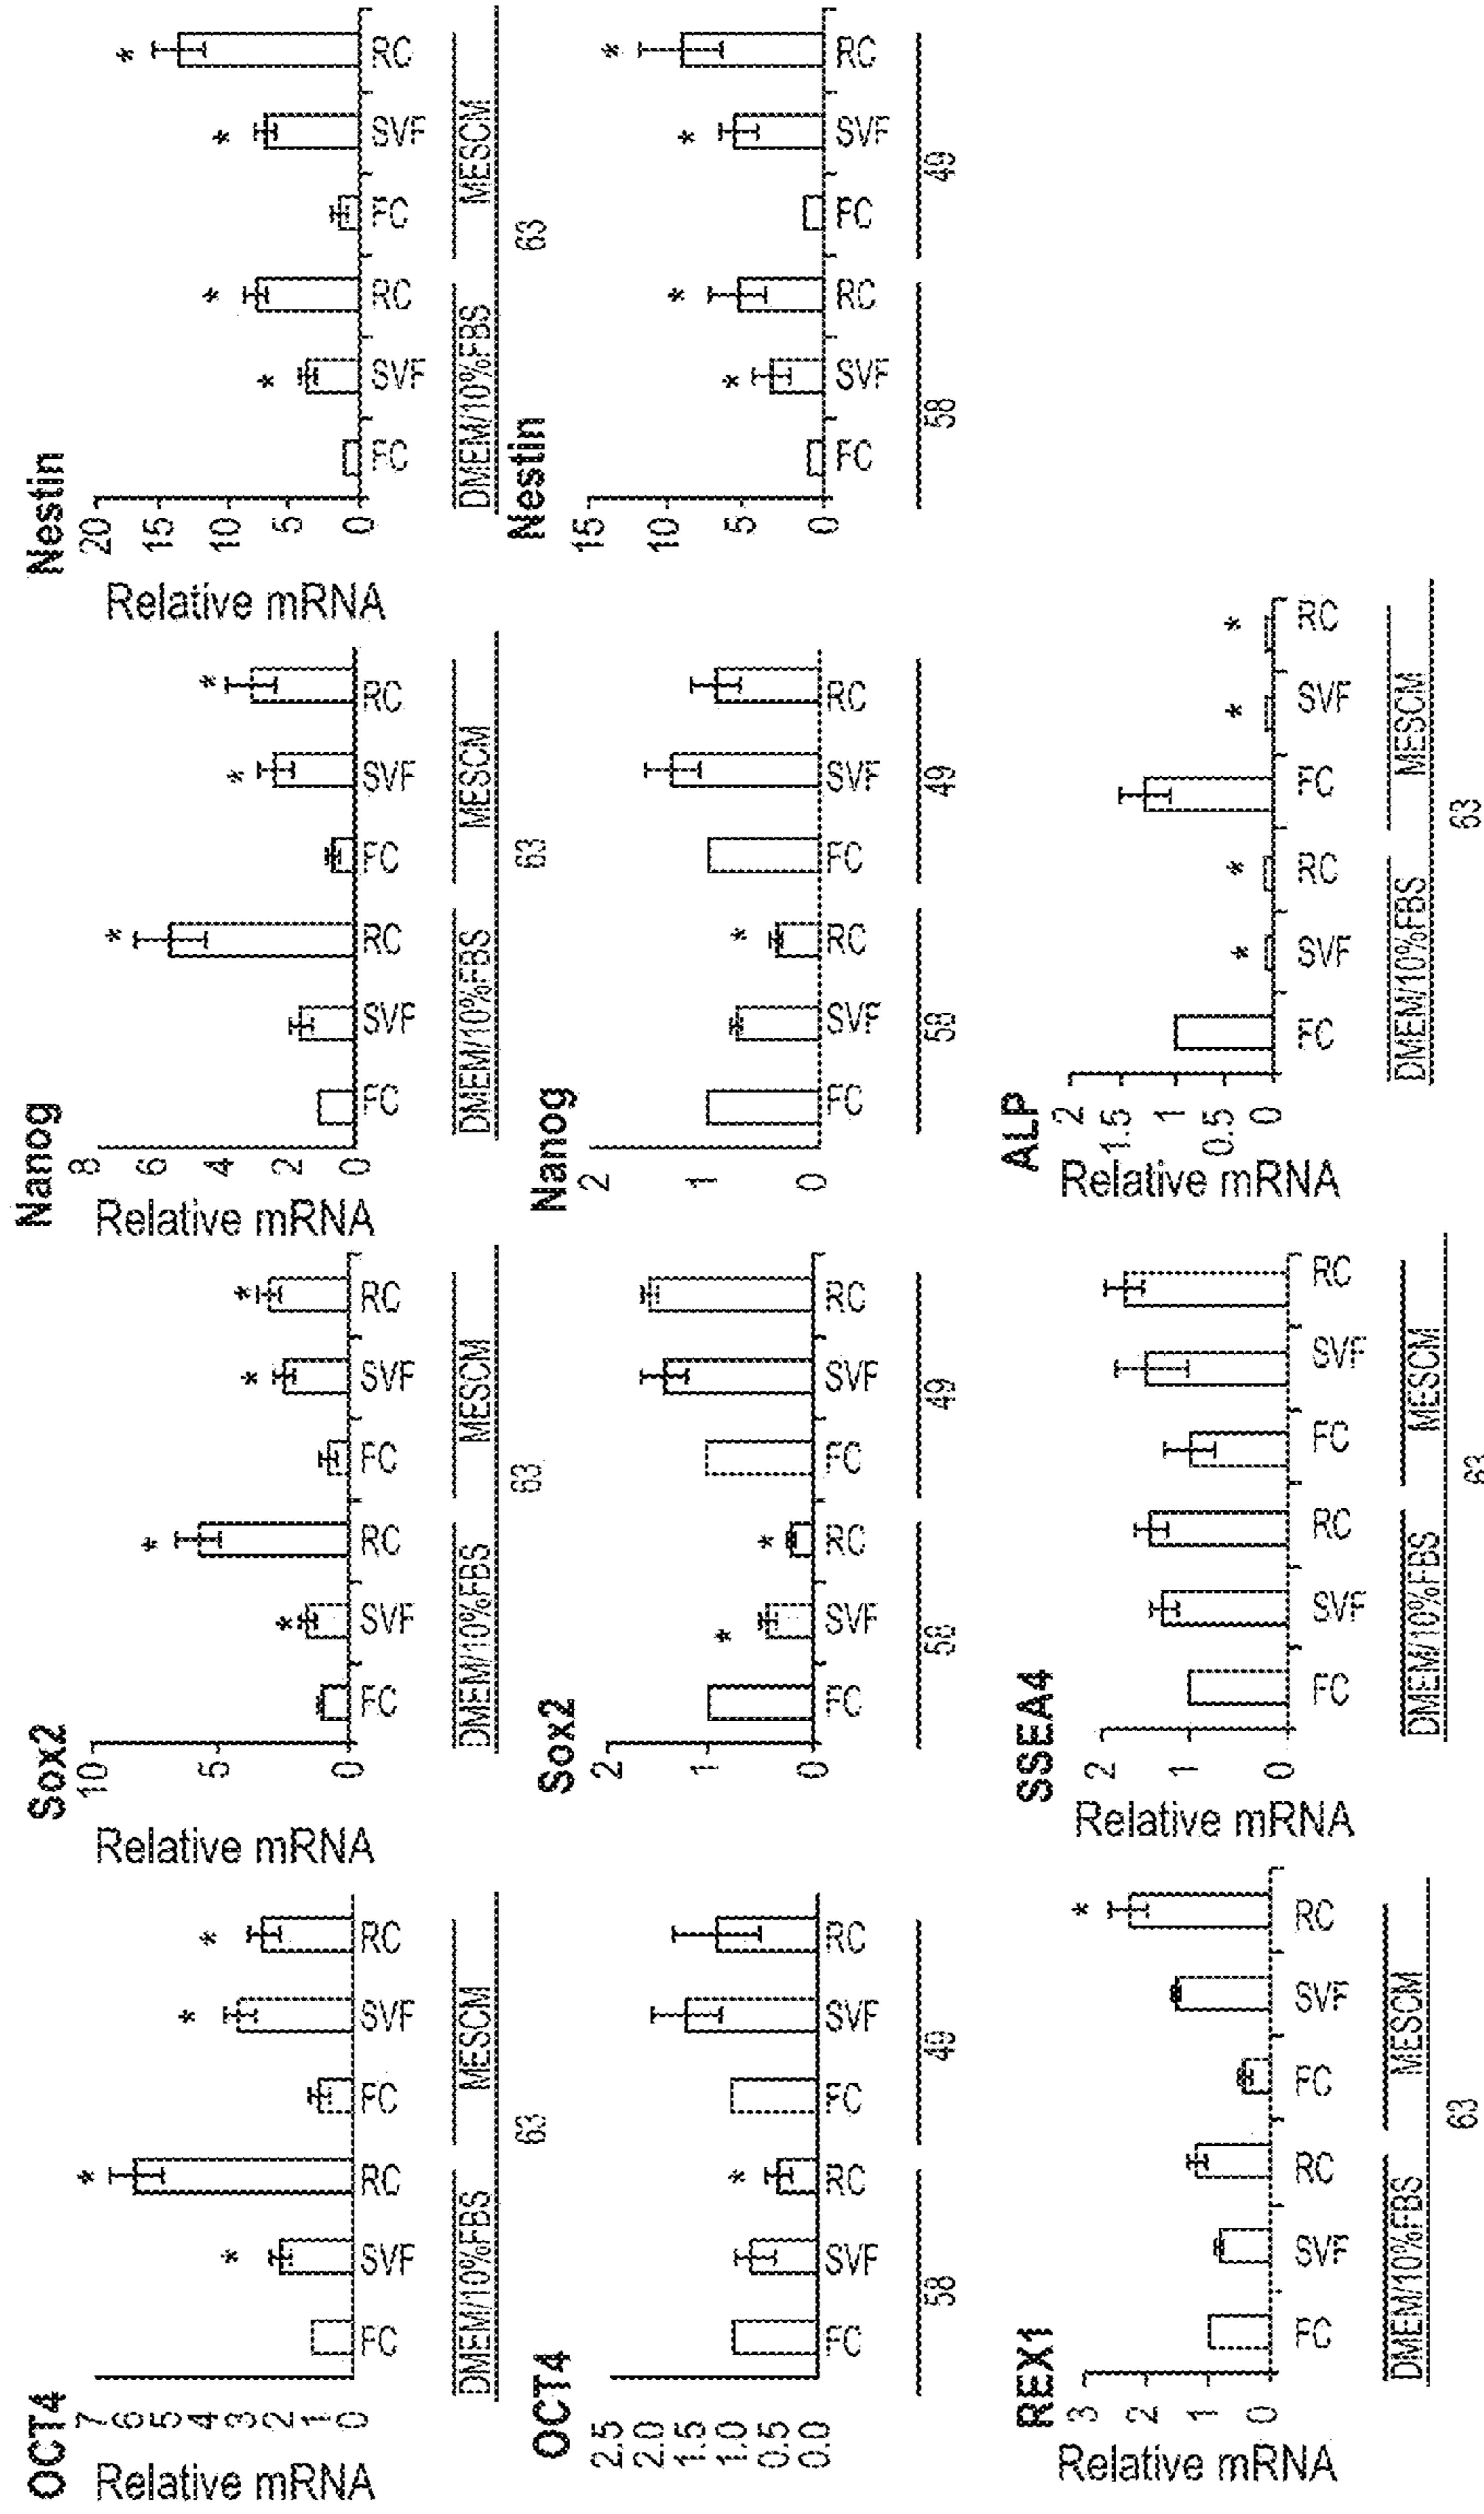 OCT4
Relative mRNA
7
6
5
4
3
2
1
0
* * * *
FC SVF RC FC SVF RC
DMEM/10%FBS MESCM
63
Sox2
Relative mRNA
10
5
0
* * * *
FC SVF RC FC SVF RC
DMEM/10%FBS MESCM
63
Nanog
Relative mRNA
8
6
4
2
0
* * *
FC SVF RC FC SVF RC
DMEM/10%FBS MESCM
63
Nestin
Relative mRNA
20
15
10
5
0
* * * *
FC SVF RC FC SVF RC
DMEM/10%FBS MESCM
63
OCT4
2.5
2.0
1.5
1.0
0.5
0.0
*
FC SVF RC FC SVF RC
58 49
Sox2
2
1
0
* *
FC SVF RC FC SVF RC
58 49
Nanog
2
1
0
*
FC SVF RC FC SVF RC
58 49
Nestin
15
10
5
0
* * * *
FC SVF RC FC SVF RC
58 49
REX1
Relative mRNA
3
2
1
0
*
FC SVF RC FC SVF RC
DMEM/10%FBS MESCM
63
SSEA4
Relative mRNA
2
1
0
FC SVF RC FC SVF RC
DMEM/10%FBS MESCM
63
ALP
Relative mRNA
2
1.5
1
0.5
0
* * * *
FC SVF RC FC SVF RC
DMEM/10%FBS MESCM
63